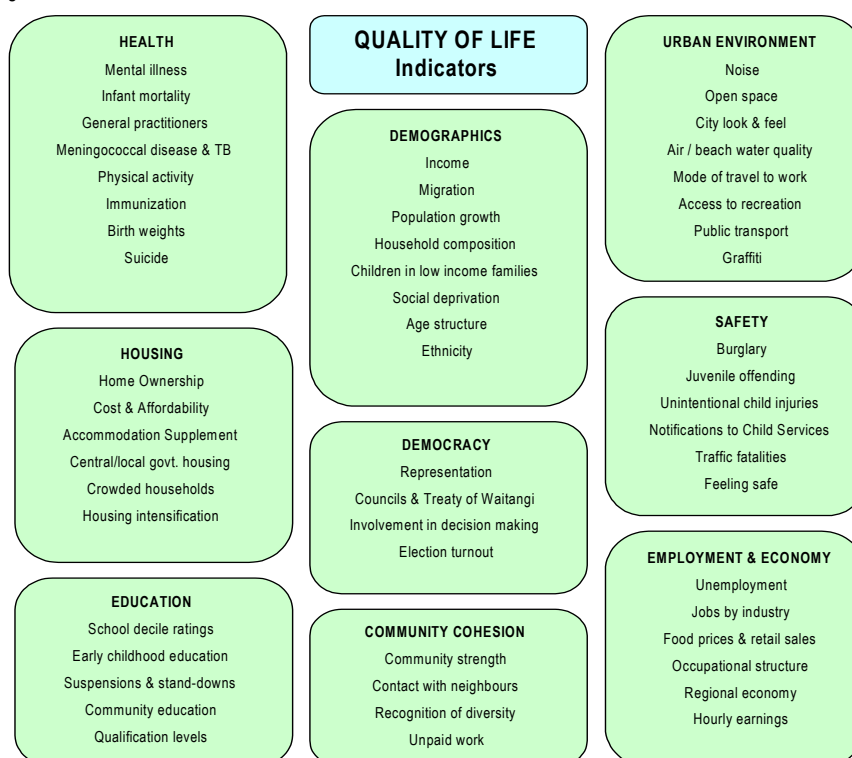 HEALTH
Mental illness
Infant mortality
General practitioners
Meningococcal disease & TB
Physical activity
Immunization
Birth weights
Suicide
HOUSING
Home Ownership
Cost & Affordability
Accommodation Supplement
Central/local govt. housing
Crowded households
Housing intensification
EDUCATION
School decile ratings
Early childhood education
Suspensions & stand-downs
Community education
Qualification levels
QUALITY OF LIFE
Indicators
DEMOGRAPHICS
Income
Migration
Population growth
Household composition
Children in low income families
Social deprivation
Age structure
Ethnicity
DEMOCRACY
Representation
Councils & Treaty of Waitangi
Involvement in decision making
Election turnout
COMMUNITY COHESION
Community strength
Contact with neighbours
Recognition of diversity
Unpaid work
URBAN ENVIRONMENT
Noise
Open space
City look & feel
Air / beach water quality
Mode of travel to work
Access to recreation
Public transport
Graffiti
SAFETY
Burglary
Juvenile offending
Unintentional child injuries
Notifications to Child Services
Traffic fatalities
Feeling safe
EMPLOYMENT & ECONOMY
Unemployment
Jobs by industry
Food prices & retail sales
Occupational structure
Regional economy
Hourly earnings